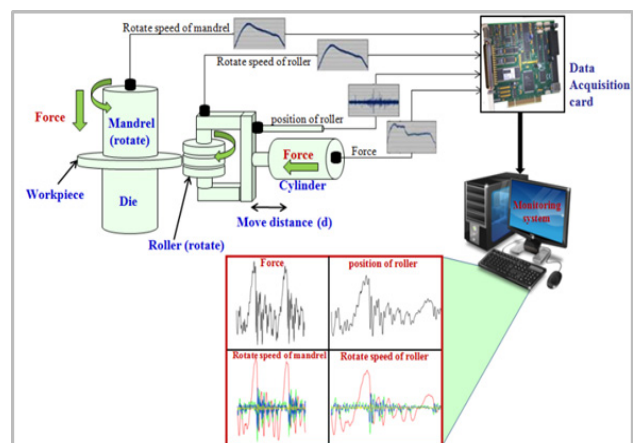 Rotate speed of mandrel
Rotate speed of roller
Data
Acquisition
card
Force
Mandrel
(rotate)
position of roller
Force
Force
Workpiece
Cylinder
Die
Move distance (d)
Roller (rotate)
Monitoring
system
Force
position of roller
Rotate speed of mandrel
Rotate speed of roller